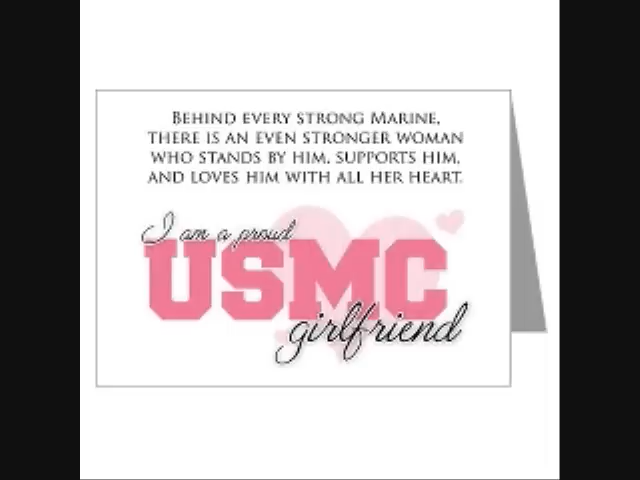 BEHIND EVERY STRONG MARINE,
THERE IS AN EVEN STRONGER WOMAN
WHO STANDS BY HIM, SUPPORTS HIM,
AND LOVES HIM WITH ALL HER HEART.
I am a proud
USMC
girlfriend